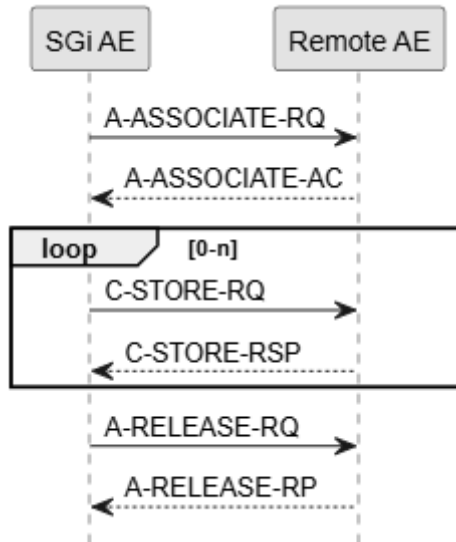 SGi AE
Remote AE
A-ASSOCIATE-RQ
A-ASSOCIATE-AC
loop [0-n]
C-STORE-RQ
C-STORE-RSP
A-RELEASE-RQ
A-RELEASE-RP